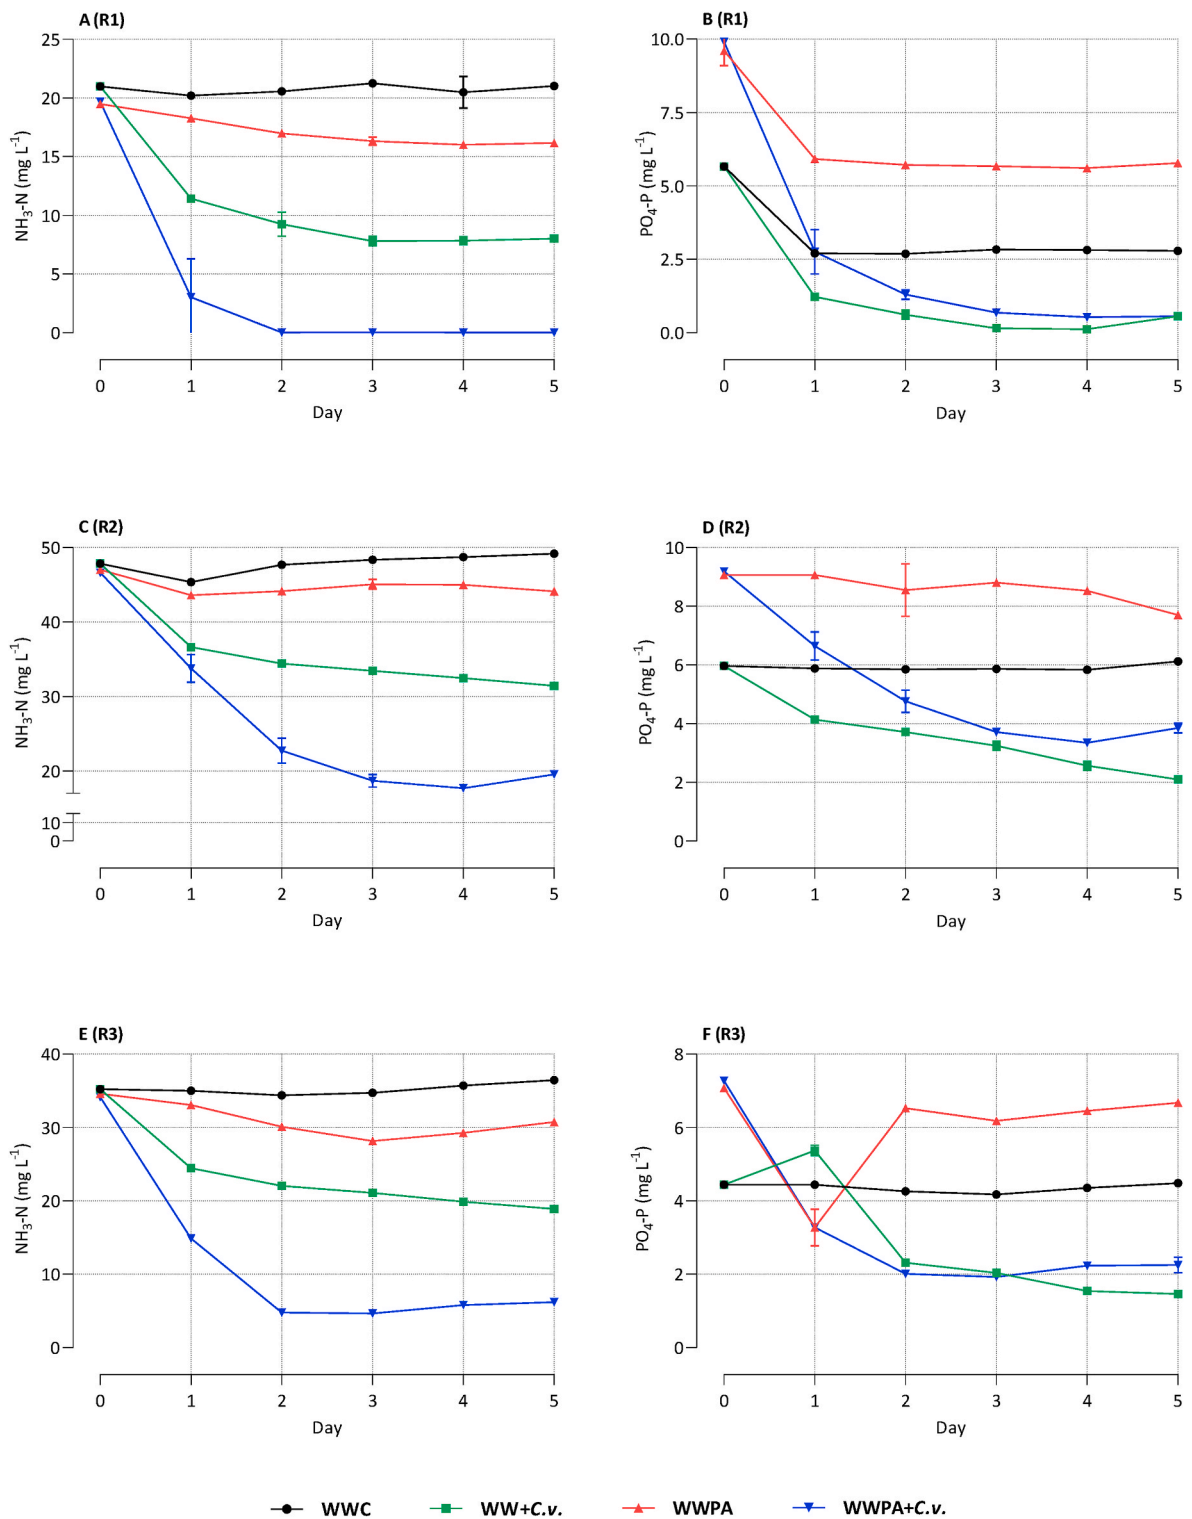 A (R1)
25
20
15
10
5
0
NH₃-N (mg L⁻¹)
0 1 2 3 4 5
Day
B (R1)
10.0
7.5
5.0
2.5
0.0
PO₄-P (mg L⁻¹)
0 1 2 3 4 5
Day
C (R2)
50
40
30
20
10
0
NH₃-N (mg L⁻¹)
0 1 2 3 4 5
Day
D (R2)
10
8
6
4
2
0
PO₄-P (mg L⁻¹)
0 1 2 3 4 5
Day
E (R3)
40
30
20
10
0
NH₃-N (mg L⁻¹)
0 1 2 3 4 5
Day
F (R3)
8
6
4
2
0
PO₄-P (mg L⁻¹)
0 1 2 3 4 5
Day
WWC WW+C.v. WWPA WWPA+C.v.